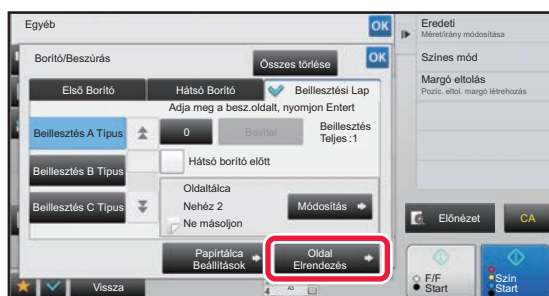 Egyéb
OK
Borító/Beszúrás
Összes törlése
OK
Első Borító
Hátsó Borító
Beillesztési Lap
Adja meg a besz.oldalt, nyomjon Entert
Beillesztés A Típus
0
Bevitel
Beillesztés
Teljes :1
Beillesztés B Típus
Hátsó borító előtt
Beillesztés C Típus
Oldaltálca
Nehéz 2
Ne másoljon
Módosítás
Papírtálca
Beállítások
Oldal
Elrendezés
Vissza
A3
Eredeti
Méret/irány módosítása
Színes mód
Margó eltolás
Pozíc. eltol. margó létrehozás
Előnézet
CA
F/F
Start
Szín
Start